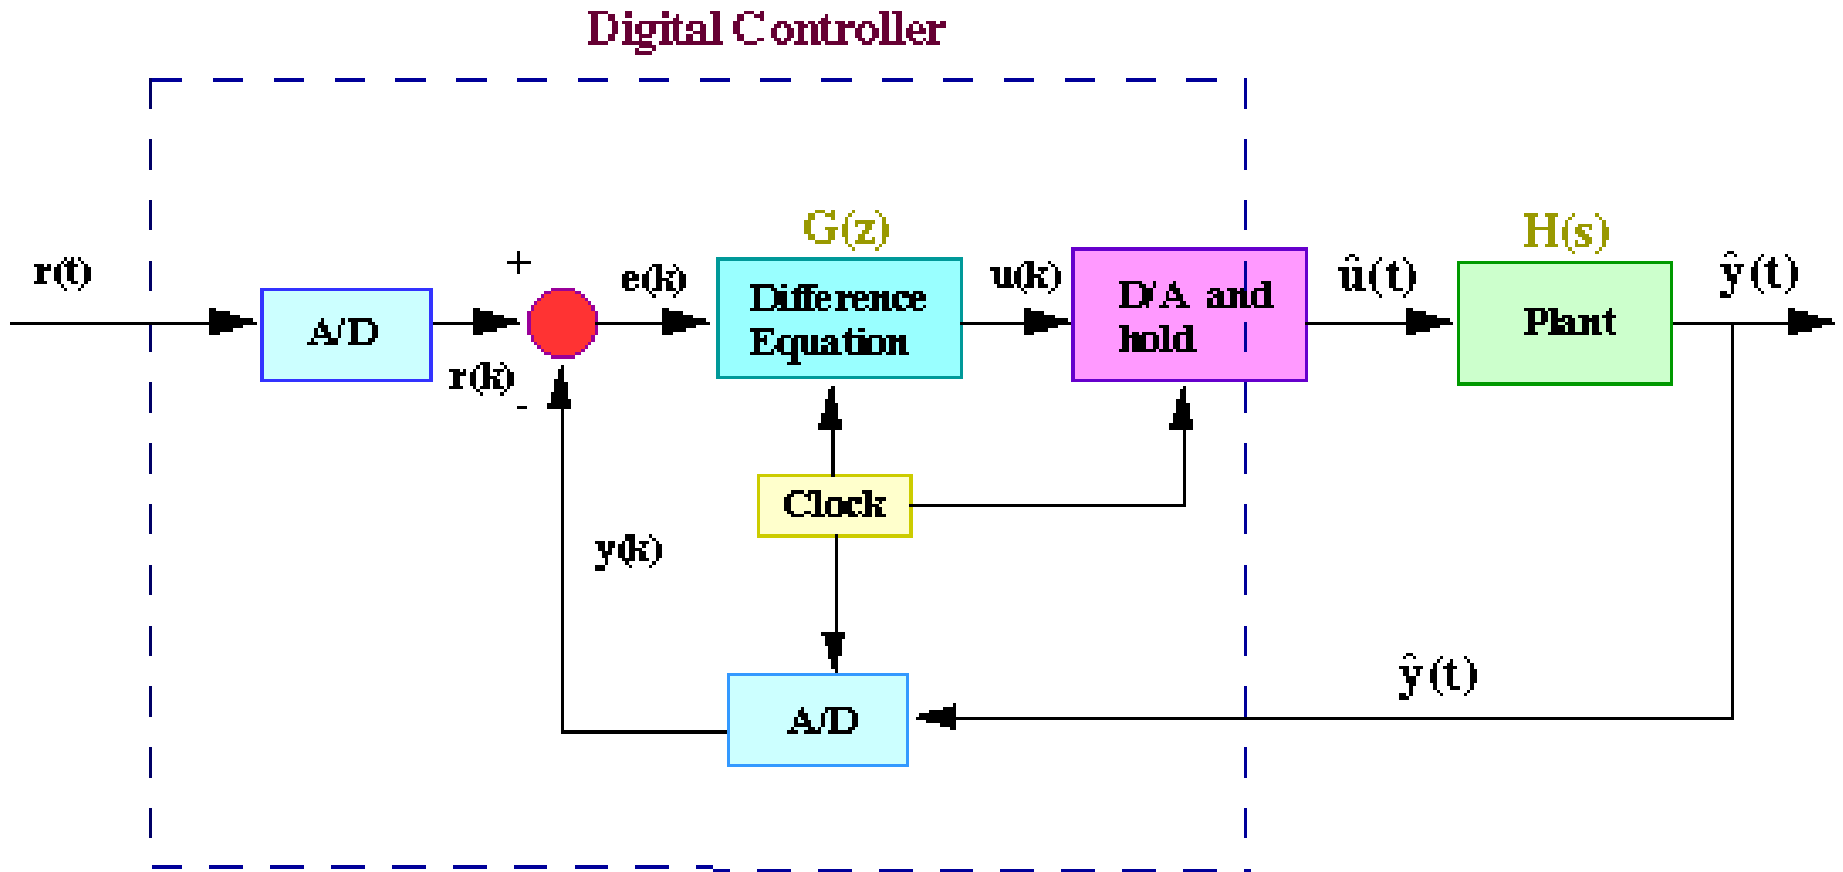 Digital Controller
G(z)
H(s)
r(t)
+
e(k)
u(k)
û(t)
ŷ(t)
A/D
Difference
Equation
D/A and
hold
Plant
r(k)
-
Clock
y(k)
ŷ(t)
A/D